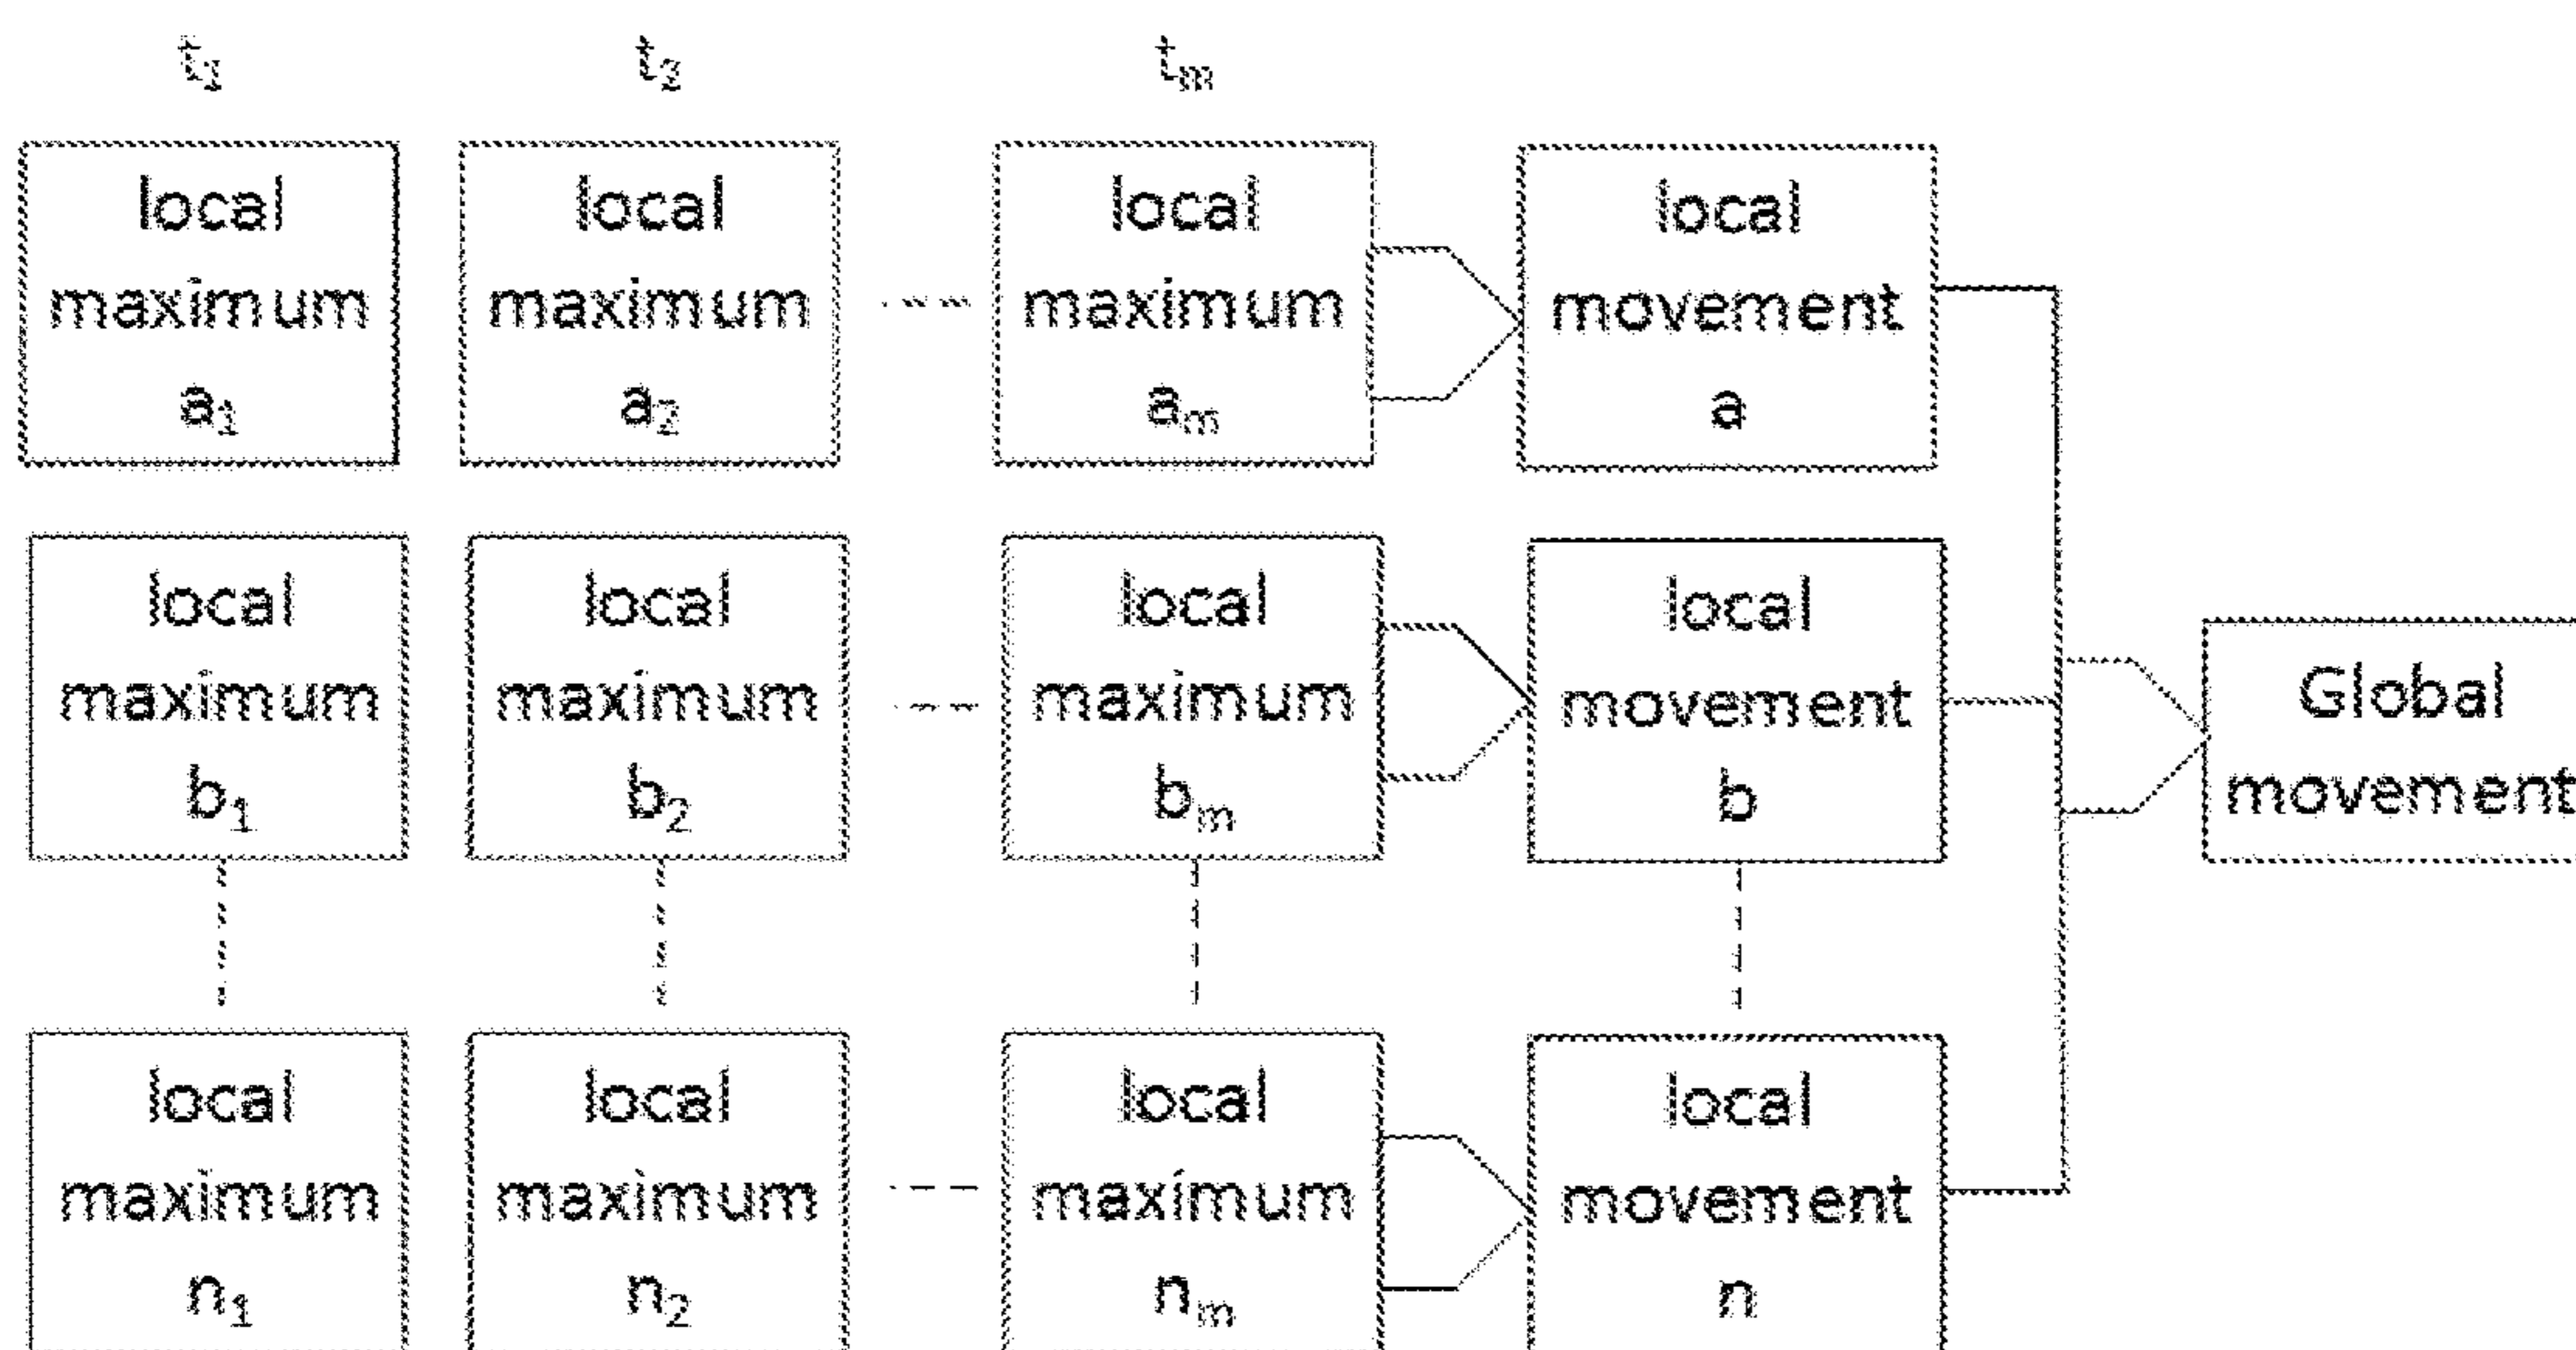 t₁ t₂ tₘ
local
maximum
a₁
local
maximum
a₂
local
maximum
aₘ
local
movement
a
local
maximum
b₁
local
maximum
b₂
local
maximum
bₘ
local
movement
b
Global
movement
local
maximum
n₁
local
maximum
n₂
local
maximum
nₘ
local
movement
n